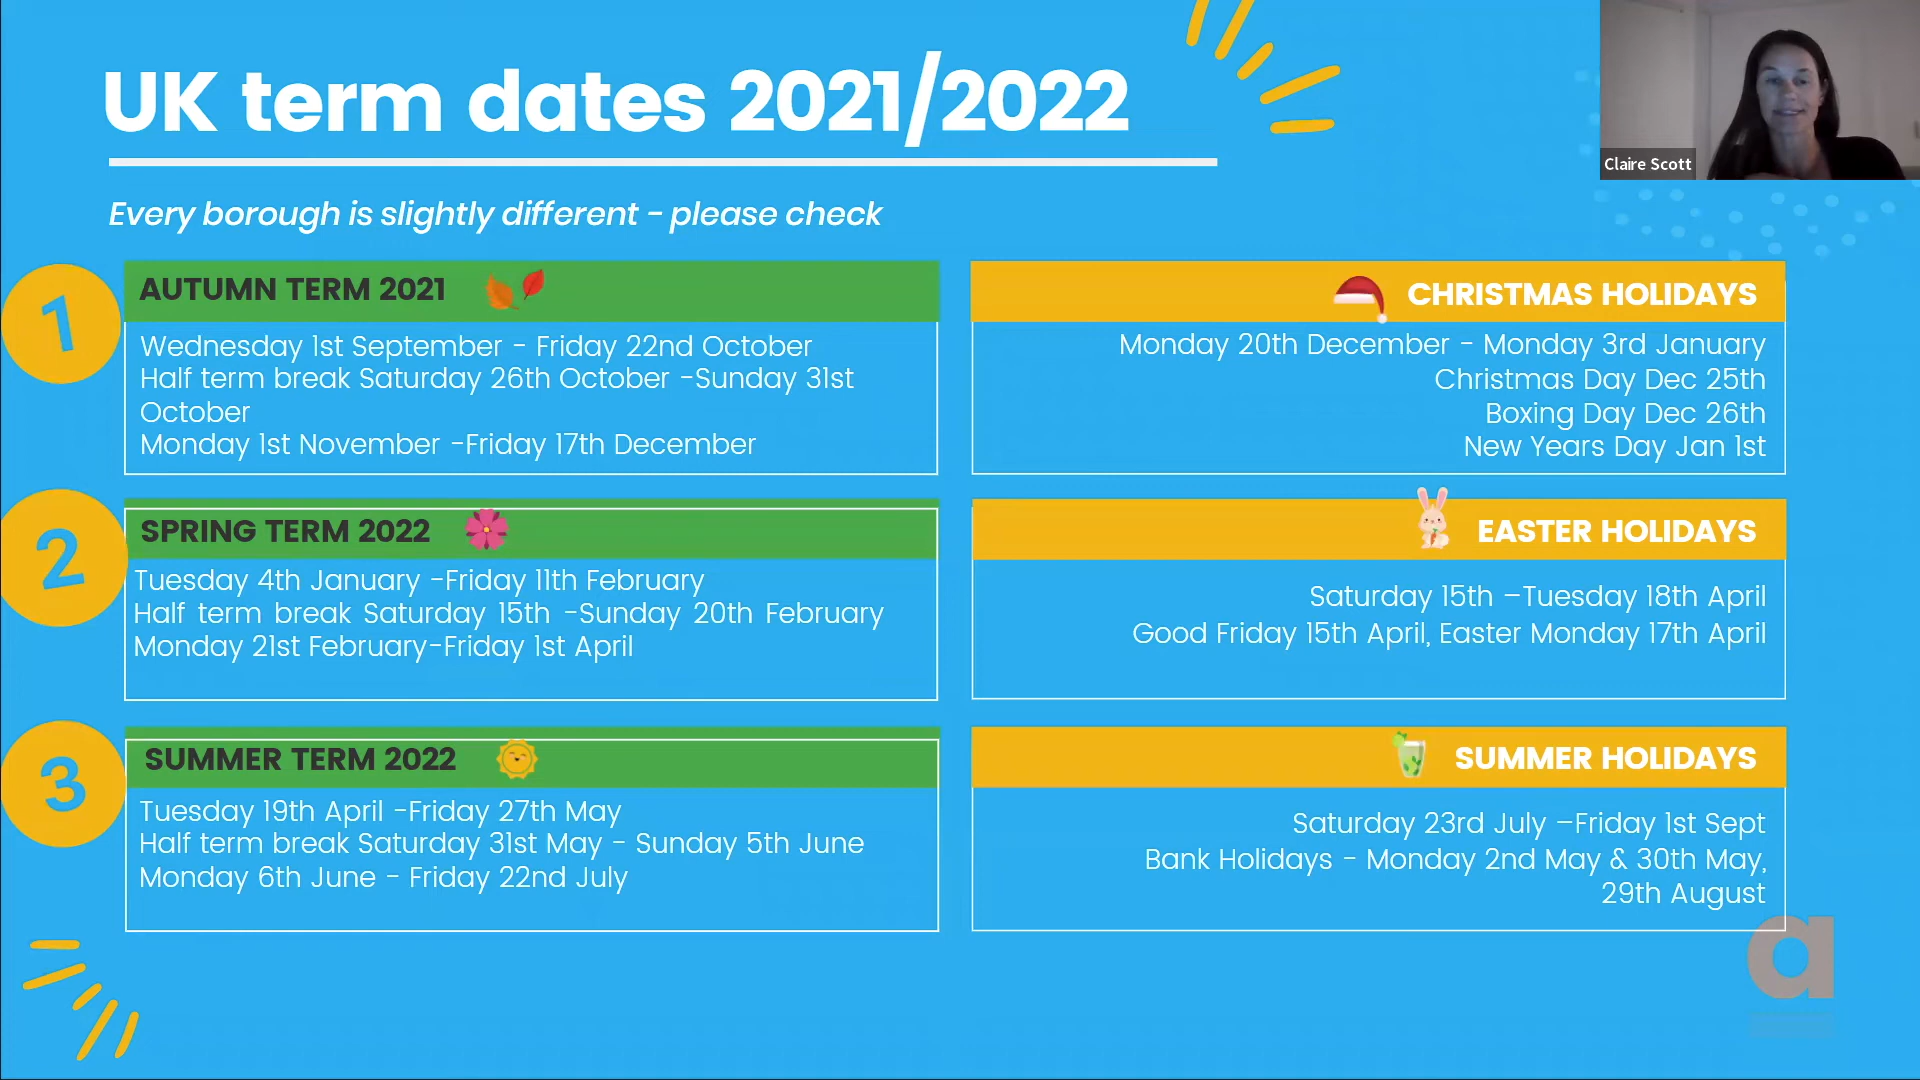 UK term dates 2021/2022
Claire Scott
Every borough is slightly different - please check
1
AUTUMN TERM 2021
Wednesday 1st September - Friday 22nd October
Half term break Saturday 26th October -Sunday 31st
October
Monday 1st November -Friday 17th December
CHRISTMAS HOLIDAYS
Monday 20th December - Monday 3rd January
Christmas Day Dec 25th
Boxing Day Dec 26th
New Years Day Jan 1st
2
SPRING TERM 2022
Tuesday 4th January -Friday 11th February
Half term break Saturday 15th -Sunday 20th February
Monday 21st February-Friday 1st April
EASTER HOLIDAYS
Saturday 15th –Tuesday 18th April
Good Friday 15th April, Easter Monday 17th April
3
SUMMER TERM 2022
Tuesday 19th April -Friday 27th May
Half term break Saturday 31st May - Sunday 5th June
Monday 6th June - Friday 22nd July
SUMMER HOLIDAYS
Saturday 23rd July –Friday 1st Sept
Bank Holidays - Monday 2nd May & 30th May,
29th August
a